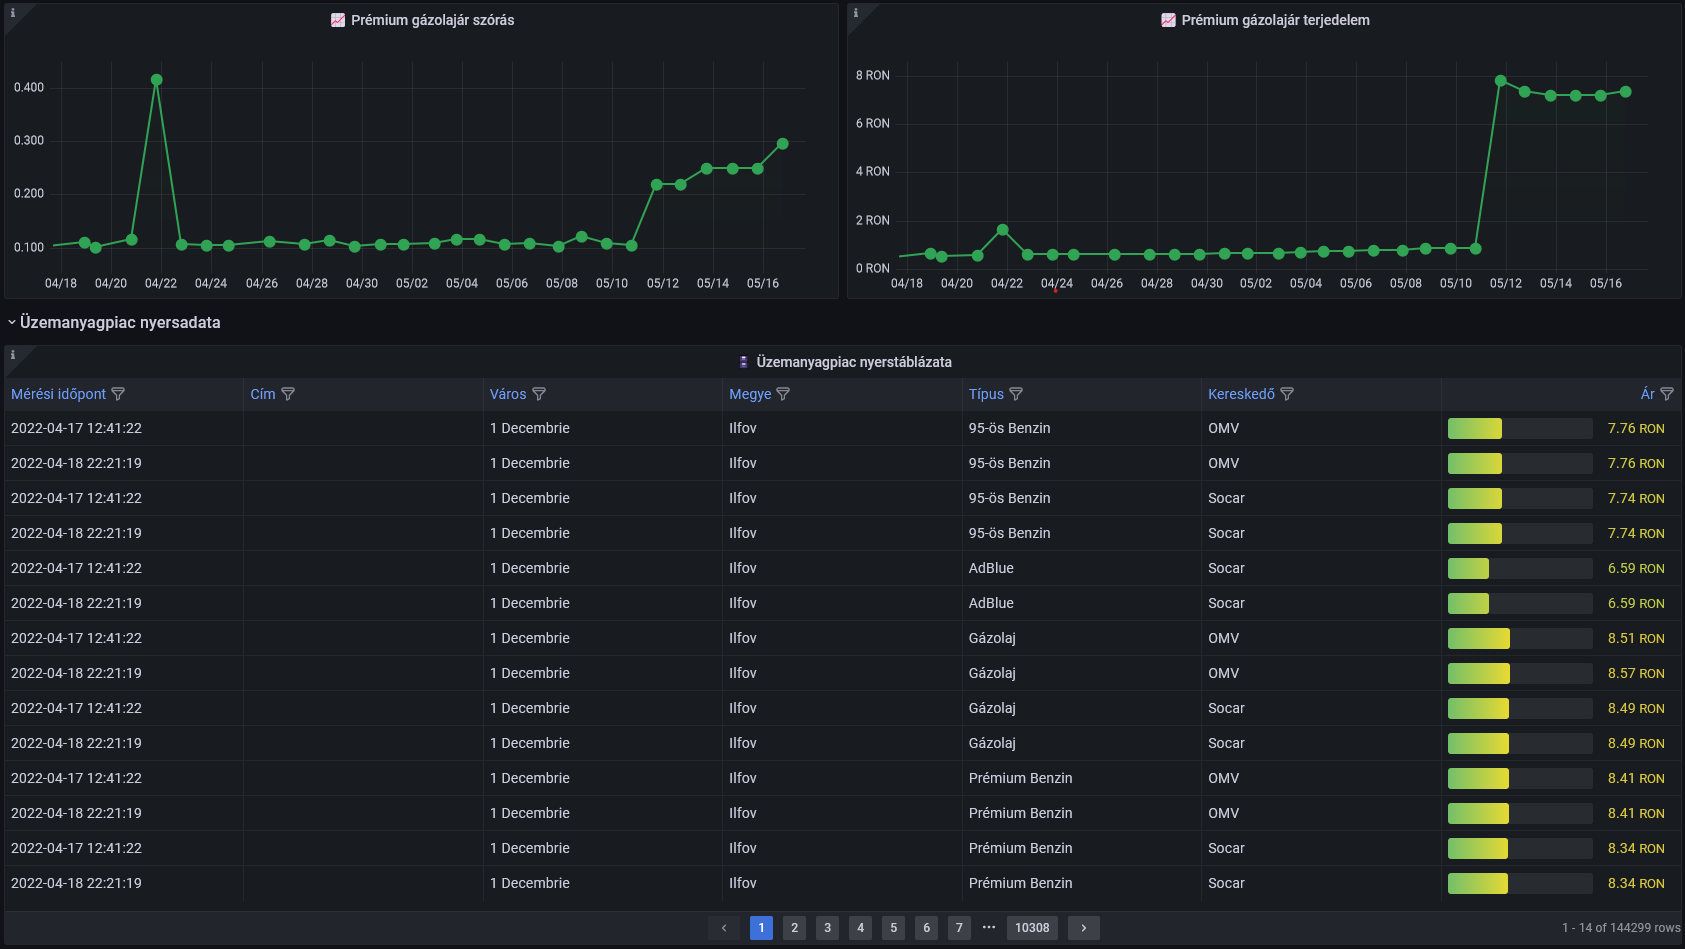 Prémium gázolajár szórás
0.400
0.300
0.200
0.100
04/18 04/20 04/22 04/24 04/26 04/28 04/30 05/02 05/04 05/06 05/08 05/10 05/12 05/14 05/16
Prémium gázolajár terjedelem
8 RON
6 RON
4 RON
2 RON
0 RON
04/18 04/20 04/22 04/24 04/26 04/28 04/30 05/02 05/04 05/06 05/08 05/10 05/12 05/14 05/16
Üzemanyagpiac nyersadata
Üzemanyagpiac nyerstáblázata
Mérési időpont Cím Város Megye Típus Kereskedő Ár
2022-04-17 12:41:22 1 Decembrie Ilfov 95-ös Benzin OMV 7.76 RON
2022-04-18 22:21:19 1 Decembrie Ilfov 95-ös Benzin OMV 7.76 RON
2022-04-17 12:41:22 1 Decembrie Ilfov 95-ös Benzin Socar 7.74 RON
2022-04-18 22:21:19 1 Decembrie Ilfov 95-ös Benzin Socar 7.74 RON
2022-04-17 12:41:22 1 Decembrie Ilfov AdBlue Socar 6.59 RON
2022-04-18 22:21:19 1 Decembrie Ilfov AdBlue Socar 6.59 RON
2022-04-17 12:41:22 1 Decembrie Ilfov Gázolaj OMV 8.51 RON
2022-04-18 22:21:19 1 Decembrie Ilfov Gázolaj OMV 8.57 RON
2022-04-17 12:41:22 1 Decembrie Ilfov Gázolaj Socar 8.49 RON
2022-04-18 22:21:19 1 Decembrie Ilfov Gázolaj Socar 8.49 RON
2022-04-17 12:41:22 1 Decembrie Ilfov Prémium Benzin OMV 8.41 RON
2022-04-18 22:21:19 1 Decembrie Ilfov Prémium Benzin OMV 8.41 RON
2022-04-17 12:41:22 1 Decembrie Ilfov Prémium Benzin Socar 8.34 RON
2022-04-18 22:21:19 1 Decembrie Ilfov Prémium Benzin Socar 8.34 RON
‹ 1 2 3 4 5 6 7 ··· 10308 › 1 - 14 of 144299 rows